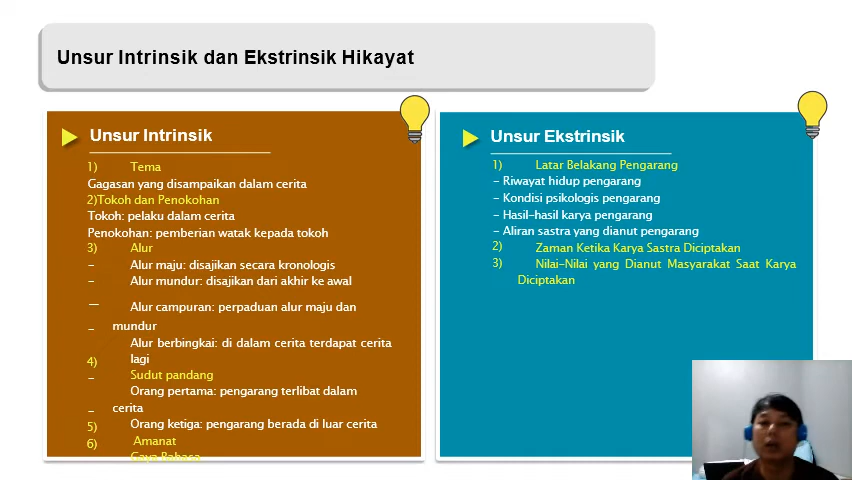 Unsur Intrinsik dan Ekstrinsik Hikayat
Unsur Intrinsik
1) Tema
Gagasan yang disampaikan dalam cerita
2)Tokoh dan Penokohan
Tokoh: pelaku dalam cerita
Penokohan: pemberian watak kepada tokoh
3) Alur
- Alur maju: disajikan secara kronologis
- Alur mundur: disajikan dari akhir ke awal
- Alur campuran: perpaduan alur maju dan
mundur
- Alur berbingkai: di dalam cerita terdapat cerita
lagi
4) Sudut pandang
- Orang pertama: pengarang terlibat dalam
cerita
- Orang ketiga: pengarang berada di luar cerita
5) Amanat
6) Gaya Bahasa
Unsur Ekstrinsik
1) Latar Belakang Pengarang
- Riwayat hidup pengarang
- Kondisi psikologis pengarang
- Hasil-hasil karya pengarang
- Aliran sastra yang dianut pengarang
2) Zaman Ketika Karya Sastra Diciptakan
3) Nilai-Nilai yang Dianut Masyarakat Saat Karya
Diciptakan